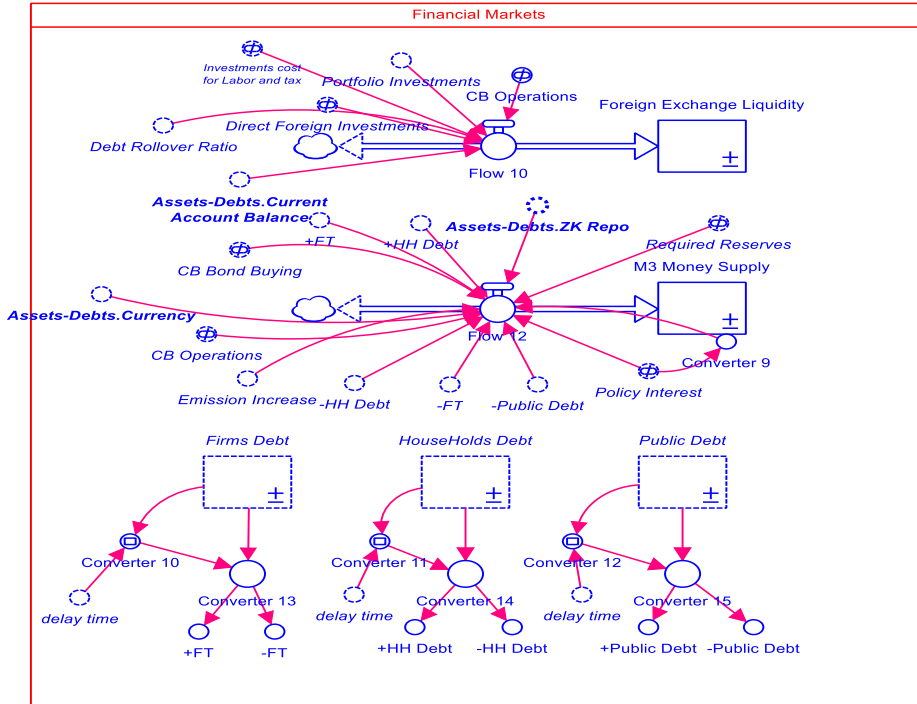 Financial Markets
Investments cost
for Labor and tax
Portfolio Investments
CB Operations
Foreign Exchange Liquidity
Debt Rollover Ratio
Direct Foreign Investments
Flow 10
Assets-Debts.Current
Account Balance
+FT
+HH Debt
Assets-Debts.ZK Repo
Required Reserves
CB Bond Buying
M3 Money Supply
Assets-Debts.Currency
Flow 12
CB Operations
Converter 9
Emission Increase
-HH Debt
-FT
-Public Debt
Policy Interest
Firms Debt
HouseHolds Debt
Public Debt
Converter 10
Converter 11
Converter 12
Converter 13
Converter 14
Converter 15
delay time
delay time
delay time
+FT
-FT
+HH Debt
-HH Debt
+Public Debt
-Public Debt